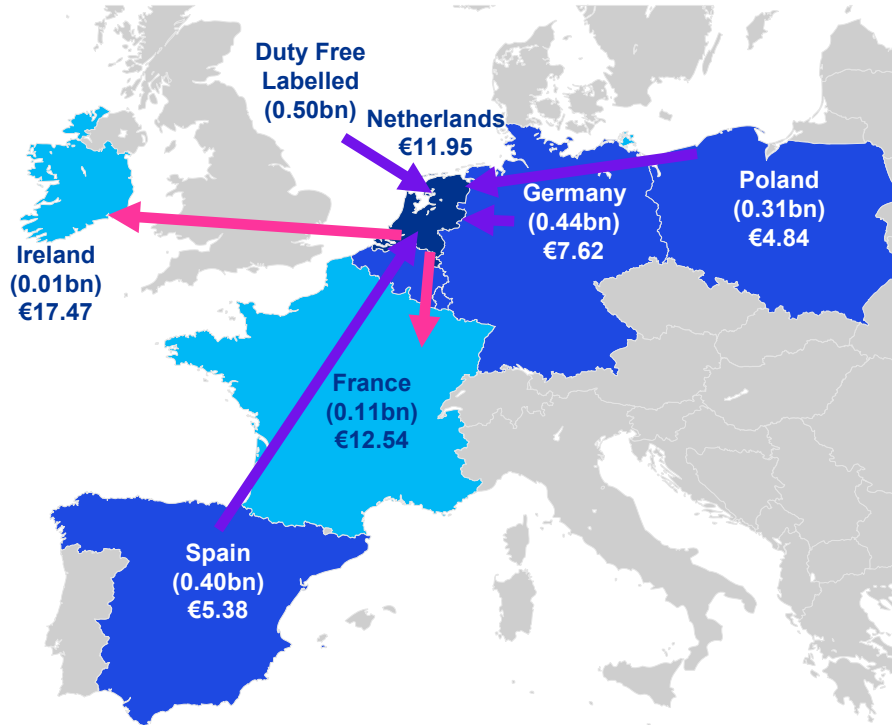 Duty Free
Labelled
(0.50bn)
Netherlands
€11.95
Germany
(0.44bn)
€7.62
Poland
(0.31bn)
€4.84
Ireland
(0.01bn)
€17.47
France
(0.11bn)
€12.54
Spain
(0.40bn)
€5.38